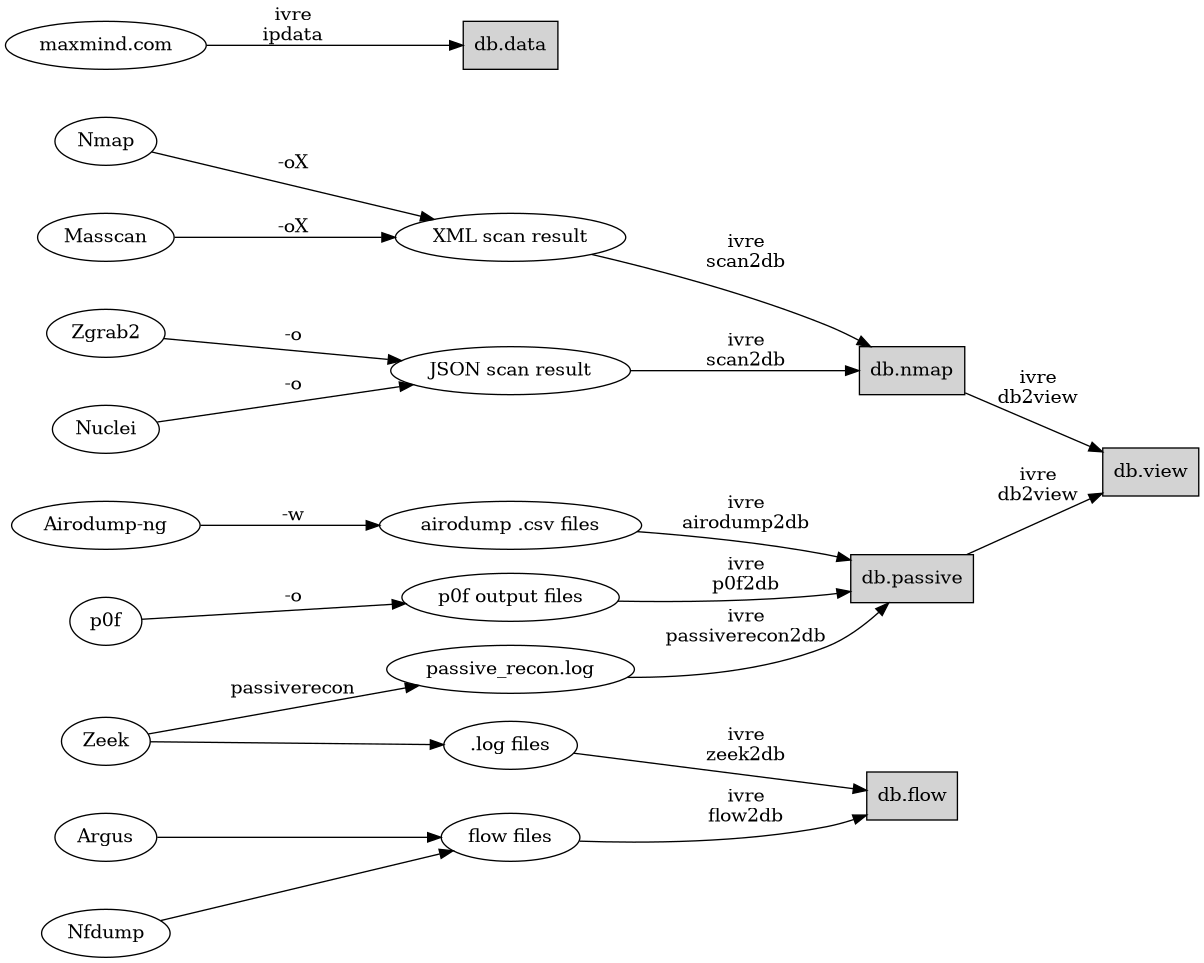 maxmind.com
ivre
ipdata
db.data
Nmap
-oX
Masscan
-oX
XML scan result
ivre
scan2db
Zgrab2
-o
Nuclei
-o
JSON scan result
ivre
scan2db
db.nmap
ivre
db2view
db.view
Airodump-ng
-w
airodump .csv files
ivre
airodump2db
ivre
db2view
p0f
-o
p0f output files
ivre
p0f2db
db.passive
Zeek
passiverecon
passive_recon.log
ivre
passiverecon2db
.log files
ivre
zeek2db
db.flow
Argus
flow files
ivre
flow2db
Nfdump